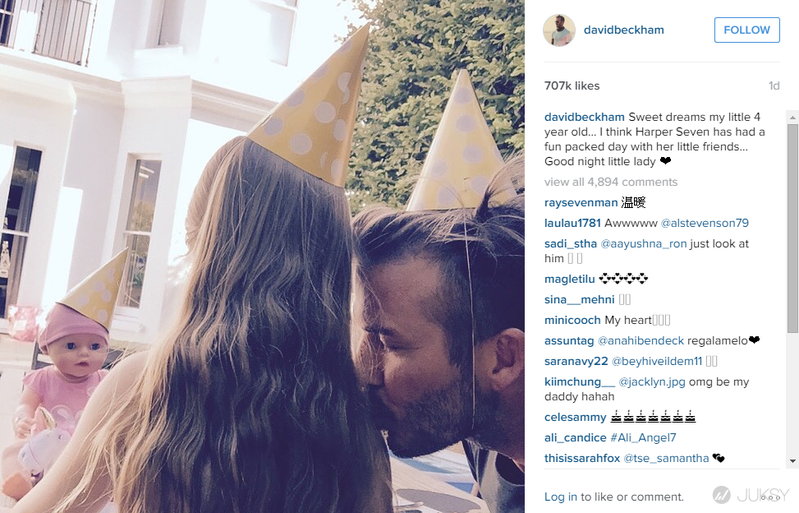 davidbeckham
FOLLOW
707k likes
1d
davidbeckham Sweet dreams my little 4
year old... I think Harper Seven has had a
fun packed day with her little friends...
Good night little lady ❤
view all 4,894 comments
raysevenman 温暖
laulau1781 Awwwww @alstevenson79
sadi_stha @aayushna_ron just look at
him
magletilu
sina__mehni
minicooch My heart
assuntag @anahibendeck regalamelo❤
saranavy22 @beyhiveildem11
kiimchung__ @jacklyn.jpg omg be my
daddy hahah
celesammy
ali_candice #Ali_Angel7
thisissarahfox @tse_samantha 💕
Log in to like or comment.
JUKSY